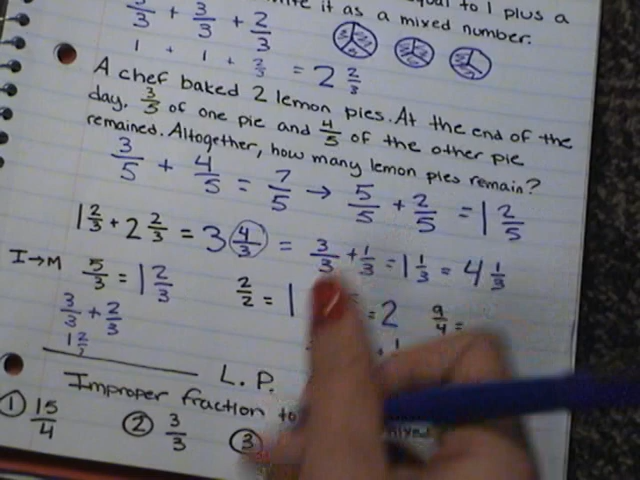 equal to 1 plus a
it as a mixed number.
3/3 + 3/3 + 2/3
1 + 1 + 2/3 = 2 2/3
A chef baked 2 lemon pies. At the end of the
day, 3/5 of one pie and 4/5 of the other pie
remained. Altogether, how many lemon pies remain?
3/5 + 4/5 = 7/5 → 5/5 + 2/5 = 1 2/5
1 2/3 + 2 2/3 = 3 4/3 = 3/3 + 1/3 = 1 1/3 = 4 1/3
I→M 5/3 = 1 2/3 2/2 = 1 = 2 9/4 =
3/3 + 2/3
1 2/3
L.P.
Improper fraction to
① 15/4 ② 3/3 ③